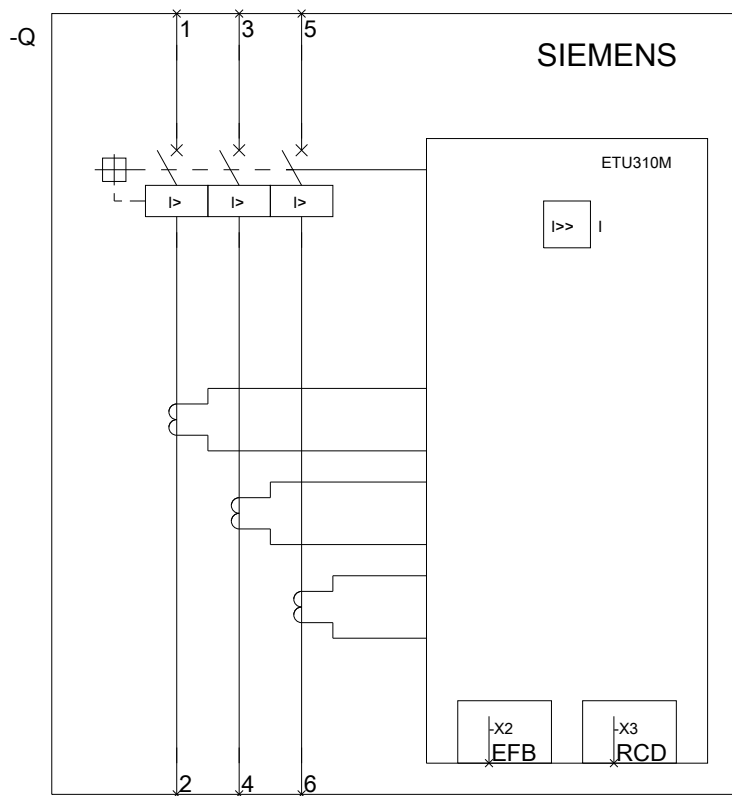 -Q
1 3 5
SIEMENS
ETU310M
I> I> I>
I>> I
-X2
EFB
-X3
RCD
2 4 6